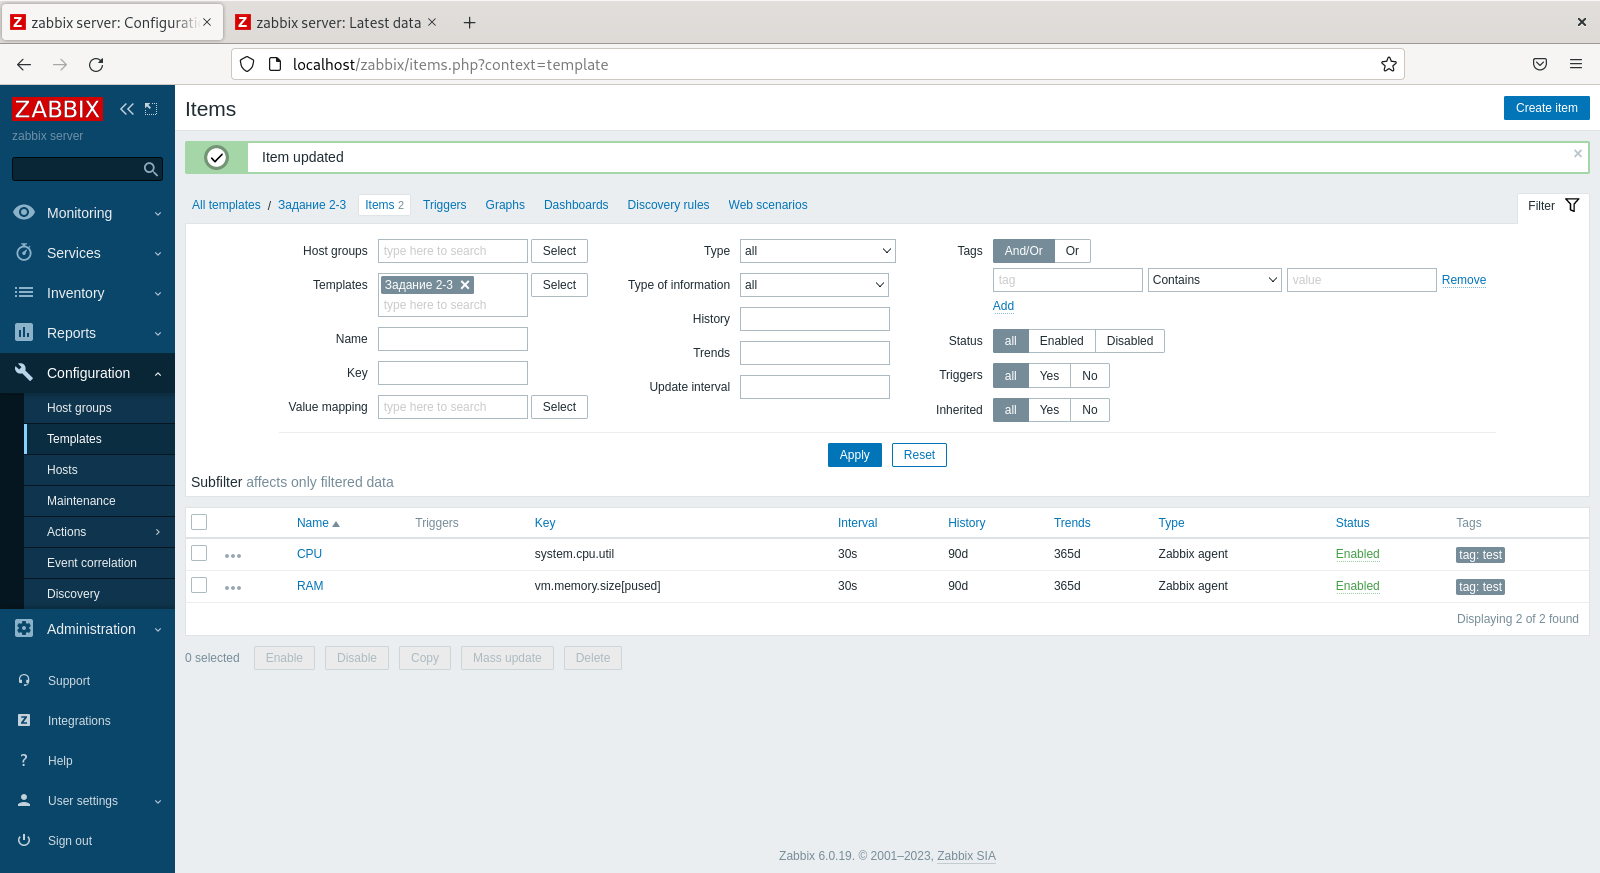 zabbix server: Configurati
zabbix server: Latest data
localhost/zabbix/items.php?context=template
ZABBIX
zabbix server
Monitoring
Services
Inventory
Reports
Configuration
Host groups
Templates
Hosts
Maintenance
Actions
Event correlation
Discovery
Administration
Support
Integrations
Help
User settings
Sign out
Items
Create item
Item updated
All templates / Задание 2-3 Items 2 Triggers Graphs Dashboards Discovery rules Web scenarios
Filter
Host groups type here to search Select
Templates Задание 2-3 Select
type here to search
Name
Key
Value mapping type here to search Select
Type all
Type of information all
History
Trends
Update interval
Tags And/Or Or
tag Contains value Remove
Add
Status all Enabled Disabled
Triggers all Yes No
Inherited all Yes No
Apply Reset
Subfilter affects only filtered data
Name Triggers Key Interval History Trends Type Status Tags
CPU system.cpu.util 30s 90d 365d Zabbix agent Enabled tag: test
RAM vm.memory.size[pused] 30s 90d 365d Zabbix agent Enabled tag: test
Displaying 2 of 2 found
0 selected Enable Disable Copy Mass update Delete
Zabbix 6.0.19. © 2001–2023, Zabbix SIA